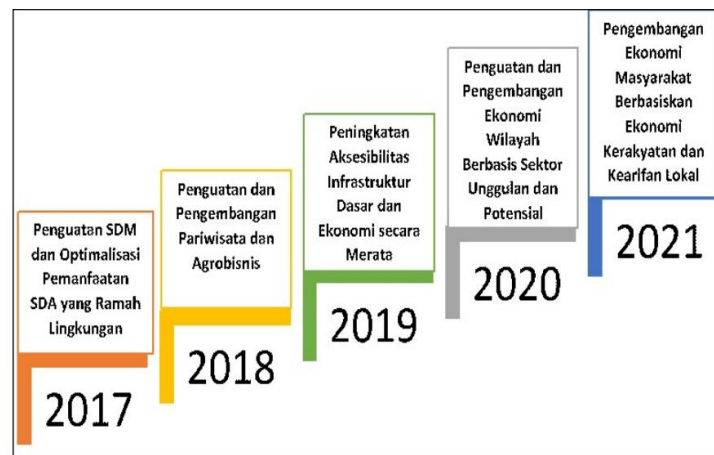 Penguatan SDM
dan Optimalisasi
Pemanfaatan
SDA yang Ramah
Lingkungan
2017
Penguatan dan
Pengembangan
Pariwisata dan
Agrobisnis
2018
Peningkatan
Aksesibilitas
Infrastruktur
Dasar dan
Ekonomi secara
Merata
2019
Penguatan dan
Pengembangan
Ekonomi
Wilayah
Berbasis Sektor
Unggulan dan
Potensial
2020
Pengembangan
Ekonomi
Masyarakat
Berbasiskan
Ekonomi
Kerakyatan dan
Kearifan Lokal
2021